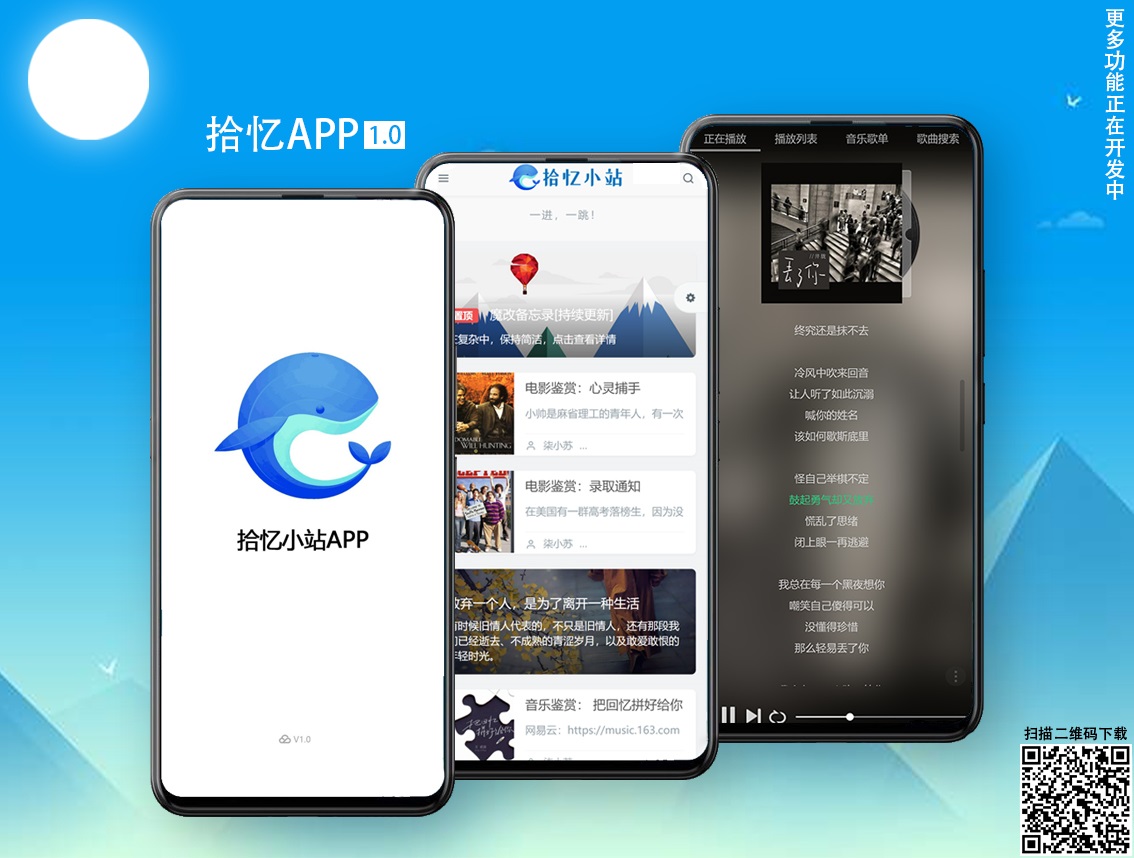 更多功能正在开发中
拾忆APP 1.0
拾忆小站APP
V1.0
拾忆小站
一进，一跳！
置顶 魔改备忘录[持续更新]
复杂中，保持简洁，点击查看详情
电影鉴赏：心灵捕手
小帅是麻省理工的青年人，有一次
柒小苏 ...
WILL HUNTING
电影鉴赏：录取通知
在美国有一群高考落榜生，因为没
柒小苏 ...
弃一个人，是为了离开一种生活
时候旧情人代表的，不只是旧情人，还有那段我
已经逝去、不成熟的青涩岁月，以及敢爱敢恨的
轻时光。
音乐鉴赏： 把回忆拼好给你
网易云：https://music.163.com
正在播放 播放列表 音乐歌单 歌曲搜索
丢了你
终究还是抹不去
冷风中吹来回音
让人听了如此沉溺
喊你的姓名
该如何歇斯底里
怪自己举棋不定
鼓起勇气却又
慌乱了思绪
闭上眼一再逃避
我总在每一个黑夜想你
嘲笑自己傻得可以
没懂得珍惜
那么轻易丢了你
扫描二维码下载